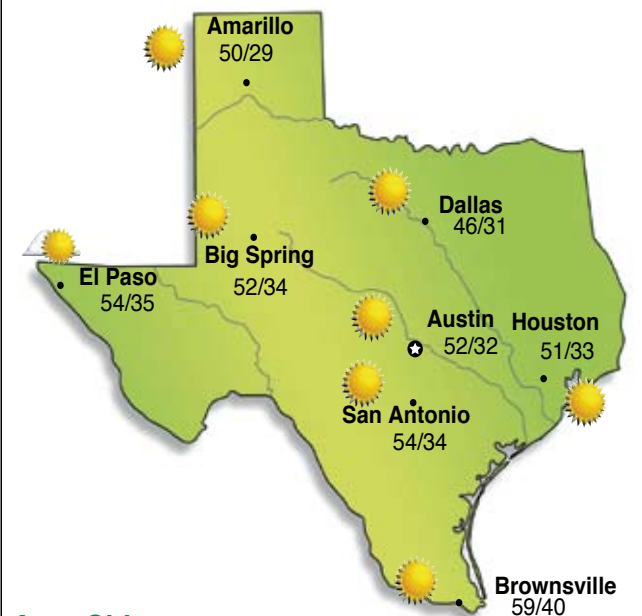 Amarillo
50/29
Dallas
46/31
Big Spring
52/34
El Paso
54/35
Austin
52/32
Houston
51/33
San Antonio
54/34
Brownsville
59/40